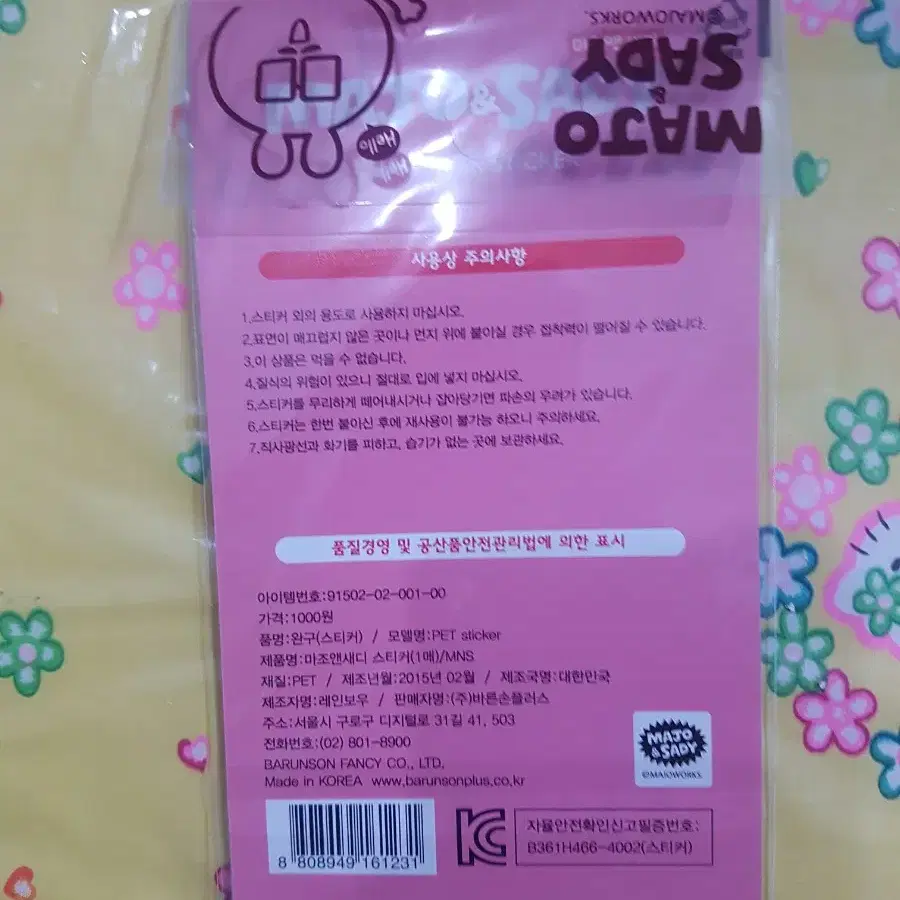 ©MAJOWORKS.
MAJO
&
SADY
MAJO & SADY
Hello
Hello
사용상 주의사항
1.스티커 외의 용도로 사용하지 마십시오.
2.표면이 매끄럽지 않은 곳이나 먼지 위에 붙이실 경우 접착력이 떨어질 수 있습니다.
3.이 상품은 먹을 수 없습니다.
4.질식의 위험이 있으니 절대로 입에 넣지 마십시오.
5.스티커를 무리하게 떼어내시거나 잡아당기면 파손의 우려가 있습니다.
6.스티커는 한번 붙이신 후에 재사용이 불가능 하오니 주의하세요.
7.직사광선과 화기를 피하고, 습기가 없는 곳에 보관하세요.
품질경영 및 공산품안전관리법에 의한 표시
아이템번호:91502-02-001-00
가격:1000원
품명:완구(스티커) / 모델명:PET sticker
제품명:마조앤새디 스티커(1매)/MNS
재질:PET / 제조년월:2015년 02월 / 제조국명:대한민국
제조자명:레인보우 / 판매자명:(주)바른손플러스
주소:서울시 구로구 디지털로 31길 41, 503
전화번호:(02) 801-8900
BARUNSON FANCY CO., LTD.
Made in KOREA www.barunsonplus.co.kr
MAJO
&SADY
©MAJOWORKS.
8 808949 161231
KC
자율안전확인신고필증번호:
B361H466-4002(스티커)